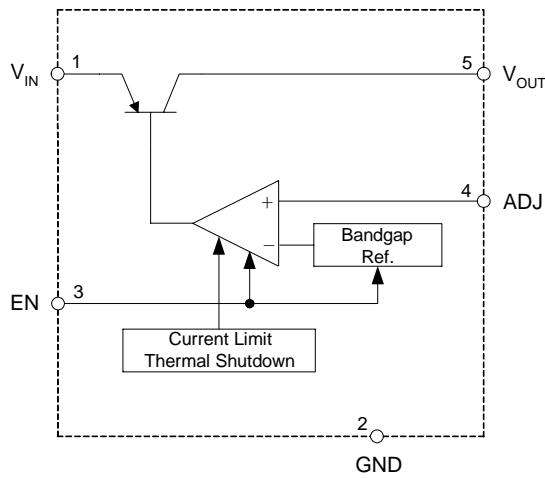 V_IN 1
5 V_OUT
4 ADJ
+
−
Bandgap
Ref.
EN 3
Current Limit
Thermal Shutdown
2
GND